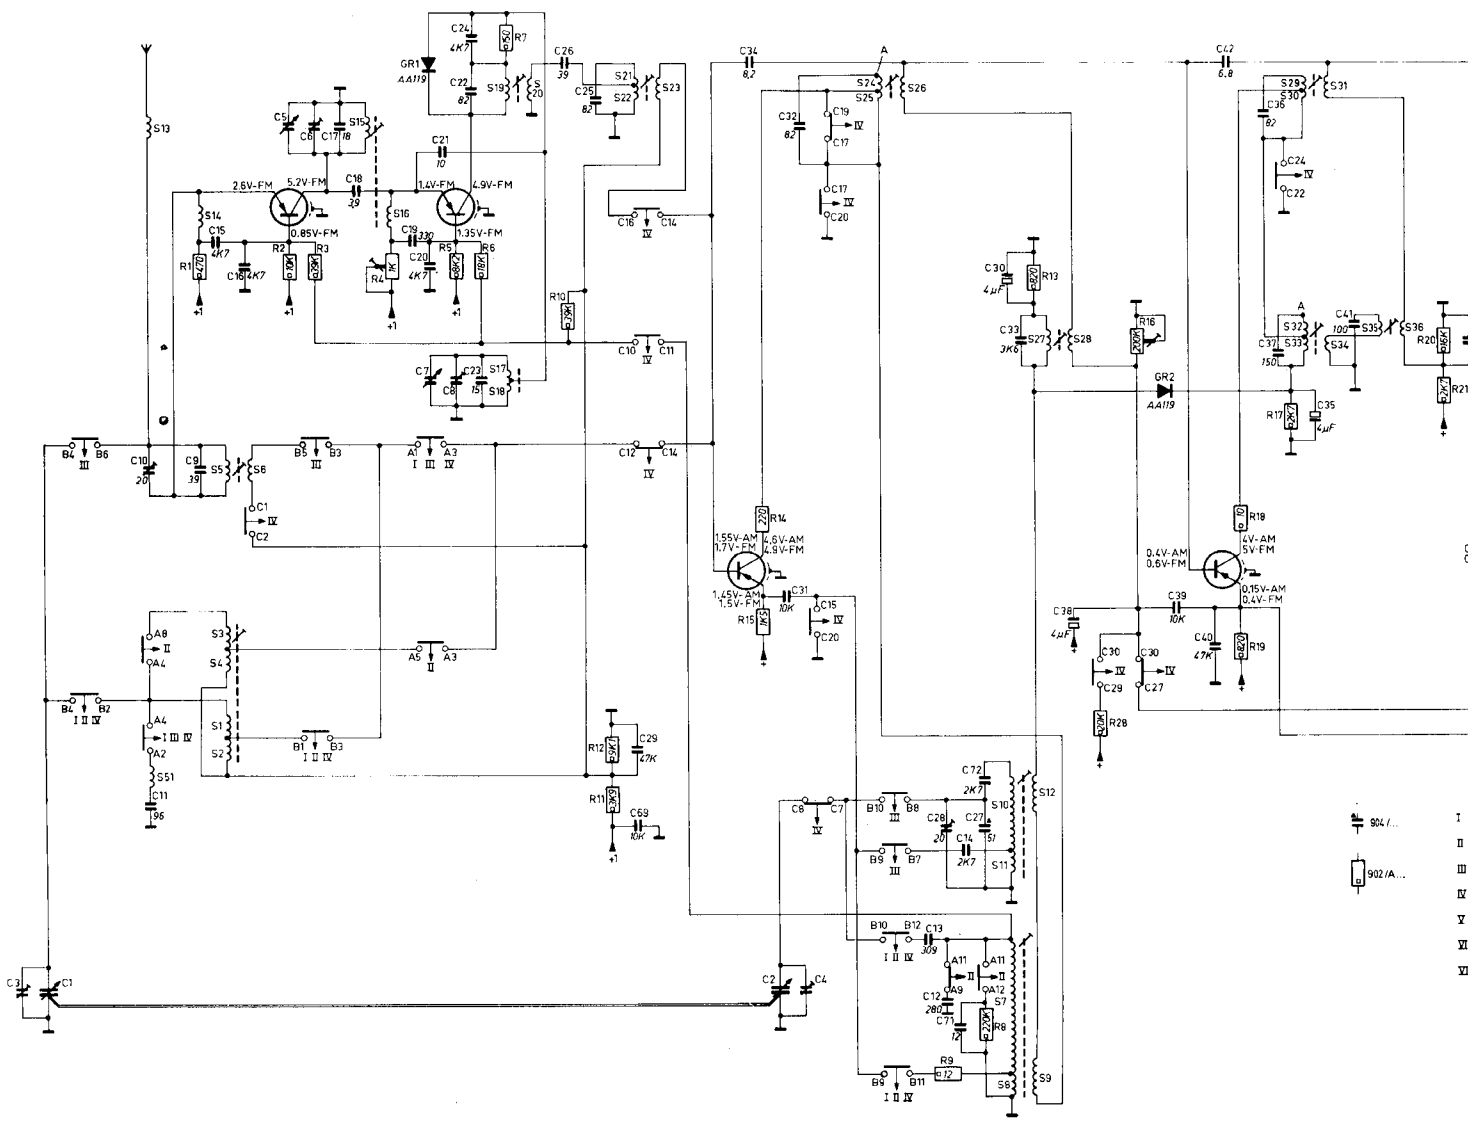 C24
4K7
R7
150
GR1
AA119
C22
82
S19
S
20
C26
39
C25
82
S21
S22
S23
C34
8,2
A
S24
S25
S26
C32
82
C19
IV
C17
C17
IV
C20
C42
6.8
S29
S30
S31
C36
82
C24
IV
C22
S13
C5
C6
C17
18
S15
C21
10
2.6V-FM
5.2V-FM
C18
3,9
1.4V-FM
4.9V-FM
S14
C15
4K7
0.85V-FM
S16
C19
330
1.35V-FM
R1
470
C16
4K7
R2
10K
R3
39K
R4
1K
C20
4K7
R5
8K2
R6
18K
+1
+1
+1
+1
C16
C14
IV
R10
39K
C10
C11
IV
C30
4µF
R13
820
C33
3K6
S27
S28
R16
200K
GR2
AA119
A
S32
S33
C37
150
C41
100
S34
S35
S36
R20
16K
R21
2K7
+
R17
2K7
C35
4µF
C7
C8
C23
15
S17
S18
B4
B6
III
C10
20
C9
39
S5
S6
B5
B3
III
A1
A3
I III IV
C12
C14
IV
C1
IV
C2
R14
220
1.55V-AM
1.7V-FM
4.6V-AM
4.9V-FM
1.45V-AM
1.5V-FM
C31
10K
R15
1K5
+
C15
IV
C20
R18
10
0.4V-AM
0.6V-FM
4V-AM
5V-FM
0.15V-AM
0.4V-FM
C38
4µF
+
C39
10K
C40
47K
R19
820
+
C30
IV
C29
C30
IV
C27
R28
20K
+
A8
II
A4
S3
S4
A5
A3
II
B4
B2
I II IV
A4
I III IV
A2
S1
S2
B1
B3
I II IV
S51
C11
96
R12
9K1
C29
47K
R11
3K9
C69
10K
+1
C8
C7
IV
B10
B8
III
C72
2K7
S10
S12
C28
20
C27
51
B9
B7
III
C14
2K7
S11
904/...
902/A...
I
II
III
IV
V
VI
B10
B12
I II IV
C13
309
A11
II
A9
A11
II
A12
C12
280
S7
C71
12
R8
220K
C3
C1
C2
C4
B9
B11
I II IV
R9
12
S8
S9